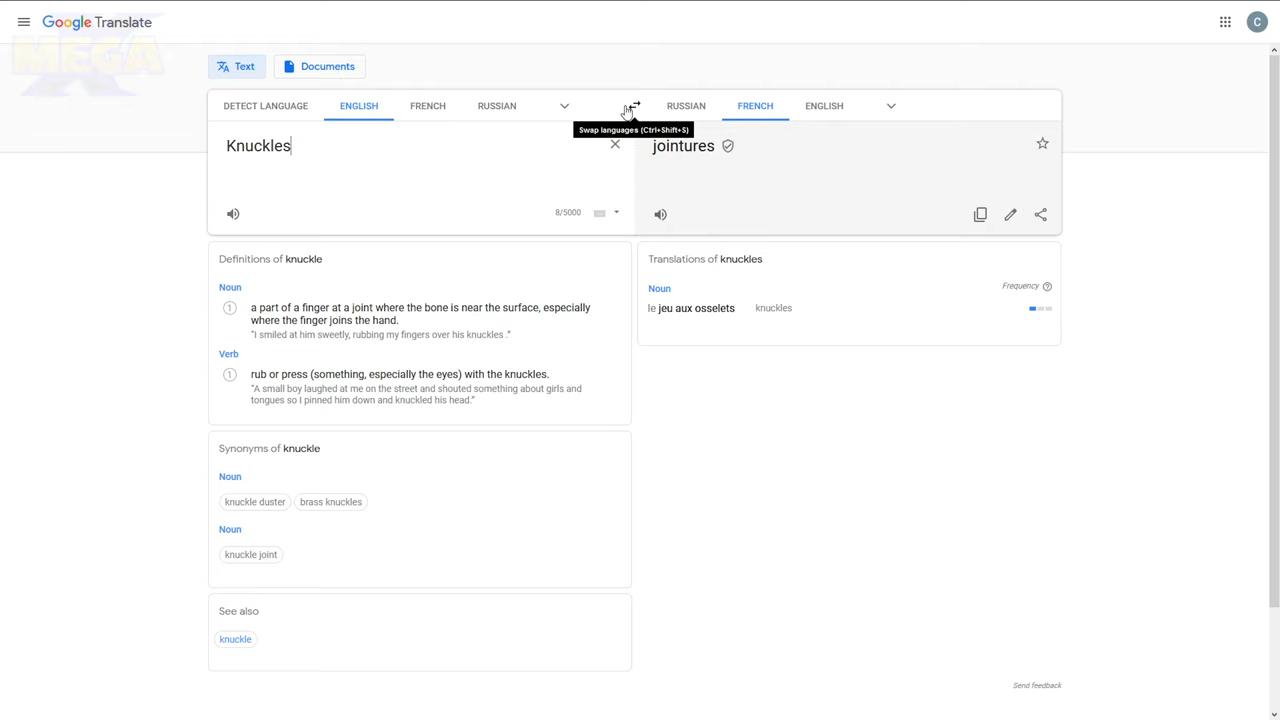 Google Translate
C
MEGA
X
Text
Documents
DETECT LANGUAGE ENGLISH FRENCH RUSSIAN
RUSSIAN FRENCH ENGLISH
Swap languages (Ctrl+Shift+S)
Knuckles
jointures
8/5000
Definitions of knuckle
Noun
1 a part of a finger at a joint where the bone is near the surface, especially
where the finger joins the hand.
"I smiled at him sweetly, rubbing my fingers over his knuckles ."
Verb
1 rub or press (something, especially the eyes) with the knuckles.
"A small boy laughed at me on the street and shouted something about girls and
tongues so I pinned him down and knuckled his head."
Synonyms of knuckle
Noun
knuckle duster brass knuckles
Noun
knuckle joint
See also
knuckle
Translations of knuckles
Noun Frequency
le jeu aux osselets knuckles
Send feedback